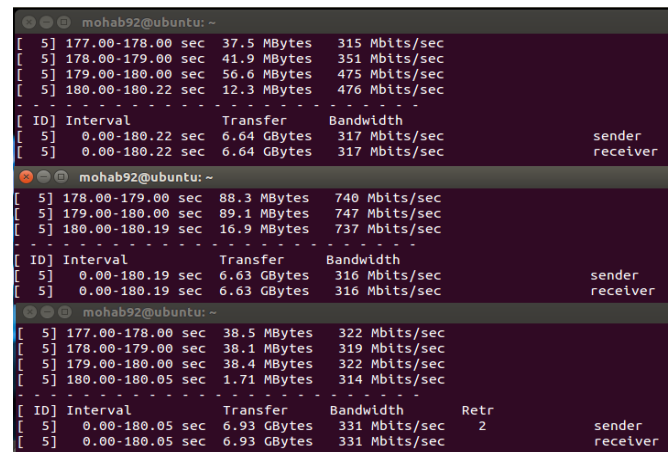 mohab92@ubuntu: ~
[  5] 177.00-178.00 sec  37.5 MBytes   315 Mbits/sec
[  5] 178.00-179.00 sec  41.9 MBytes   351 Mbits/sec
[  5] 179.00-180.00 sec  56.6 MBytes   475 Mbits/sec
[  5] 180.00-180.22 sec  12.3 MBytes   476 Mbits/sec
- - - - - - - - - - - - - - - - - - - - - - - - -
[ ID] Interval           Transfer     Bandwidth
[  5]   0.00-180.22 sec  6.64 GBytes   317 Mbits/sec                  sender
[  5]   0.00-180.22 sec  6.64 GBytes   317 Mbits/sec                  receiver
mohab92@ubuntu: ~
[  5] 178.00-179.00 sec  88.3 MBytes   740 Mbits/sec
[  5] 179.00-180.00 sec  89.1 MBytes   747 Mbits/sec
[  5] 180.00-180.19 sec  16.9 MBytes   737 Mbits/sec
- - - - - - - - - - - - - - - - - - - - - - - - -
[ ID] Interval           Transfer     Bandwidth
[  5]   0.00-180.19 sec  6.63 GBytes   316 Mbits/sec                  sender
[  5]   0.00-180.19 sec  6.63 GBytes   316 Mbits/sec                  receiver
mohab92@ubuntu: ~
[  5] 177.00-178.00 sec  38.5 MBytes   322 Mbits/sec
[  5] 178.00-179.00 sec  38.1 MBytes   319 Mbits/sec
[  5] 179.00-180.00 sec  38.4 MBytes   322 Mbits/sec
[  5] 180.00-180.05 sec  1.71 MBytes   314 Mbits/sec
- - - - - - - - - - - - - - - - - - - - - - - - -
[ ID] Interval           Transfer     Bandwidth       Retr
[  5]   0.00-180.05 sec  6.93 GBytes   331 Mbits/sec    2             sender
[  5]   0.00-180.05 sec  6.93 GBytes   331 Mbits/sec                  receiver